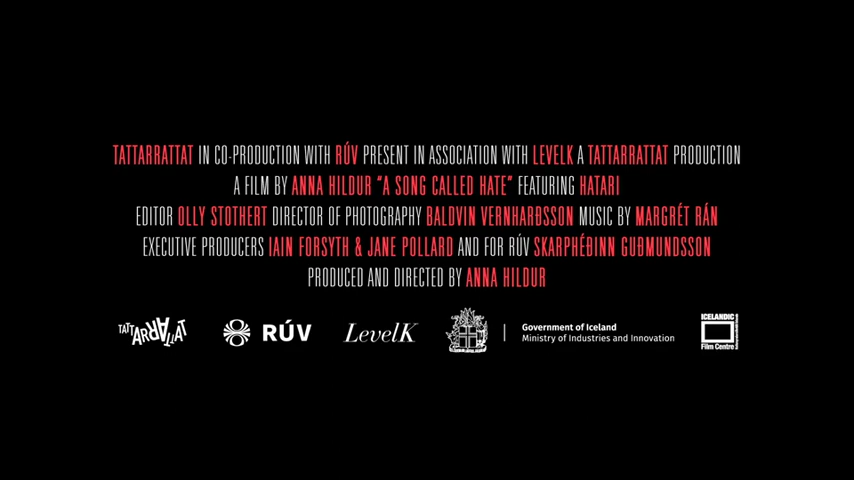 TATTARRATTAT IN CO-PRODUCTION WITH RÚV PRESENT IN ASSOCIATION WITH LEVELK A TATTARRATTAT PRODUCTION
A FILM BY ANNA HILDUR "A SONG CALLED HATE" FEATURING HATARI
EDITOR OLLY STOTHERT DIRECTOR OF PHOTOGRAPHY BALDVIN VERNHARÐSSON MUSIC BY MARGRÉT RÁN
EXECUTIVE PRODUCERS IAIN FORSYTH & JANE POLLARD AND FOR RÚV SKARPHÉÐINN GUÐMUNDSSON
PRODUCED AND DIRECTED BY ANNA HILDUR
TATTARRATTAT
RÚV
LevelK
Government of Iceland
Ministry of Industries and Innovation
ICELANDIC
Film Centre